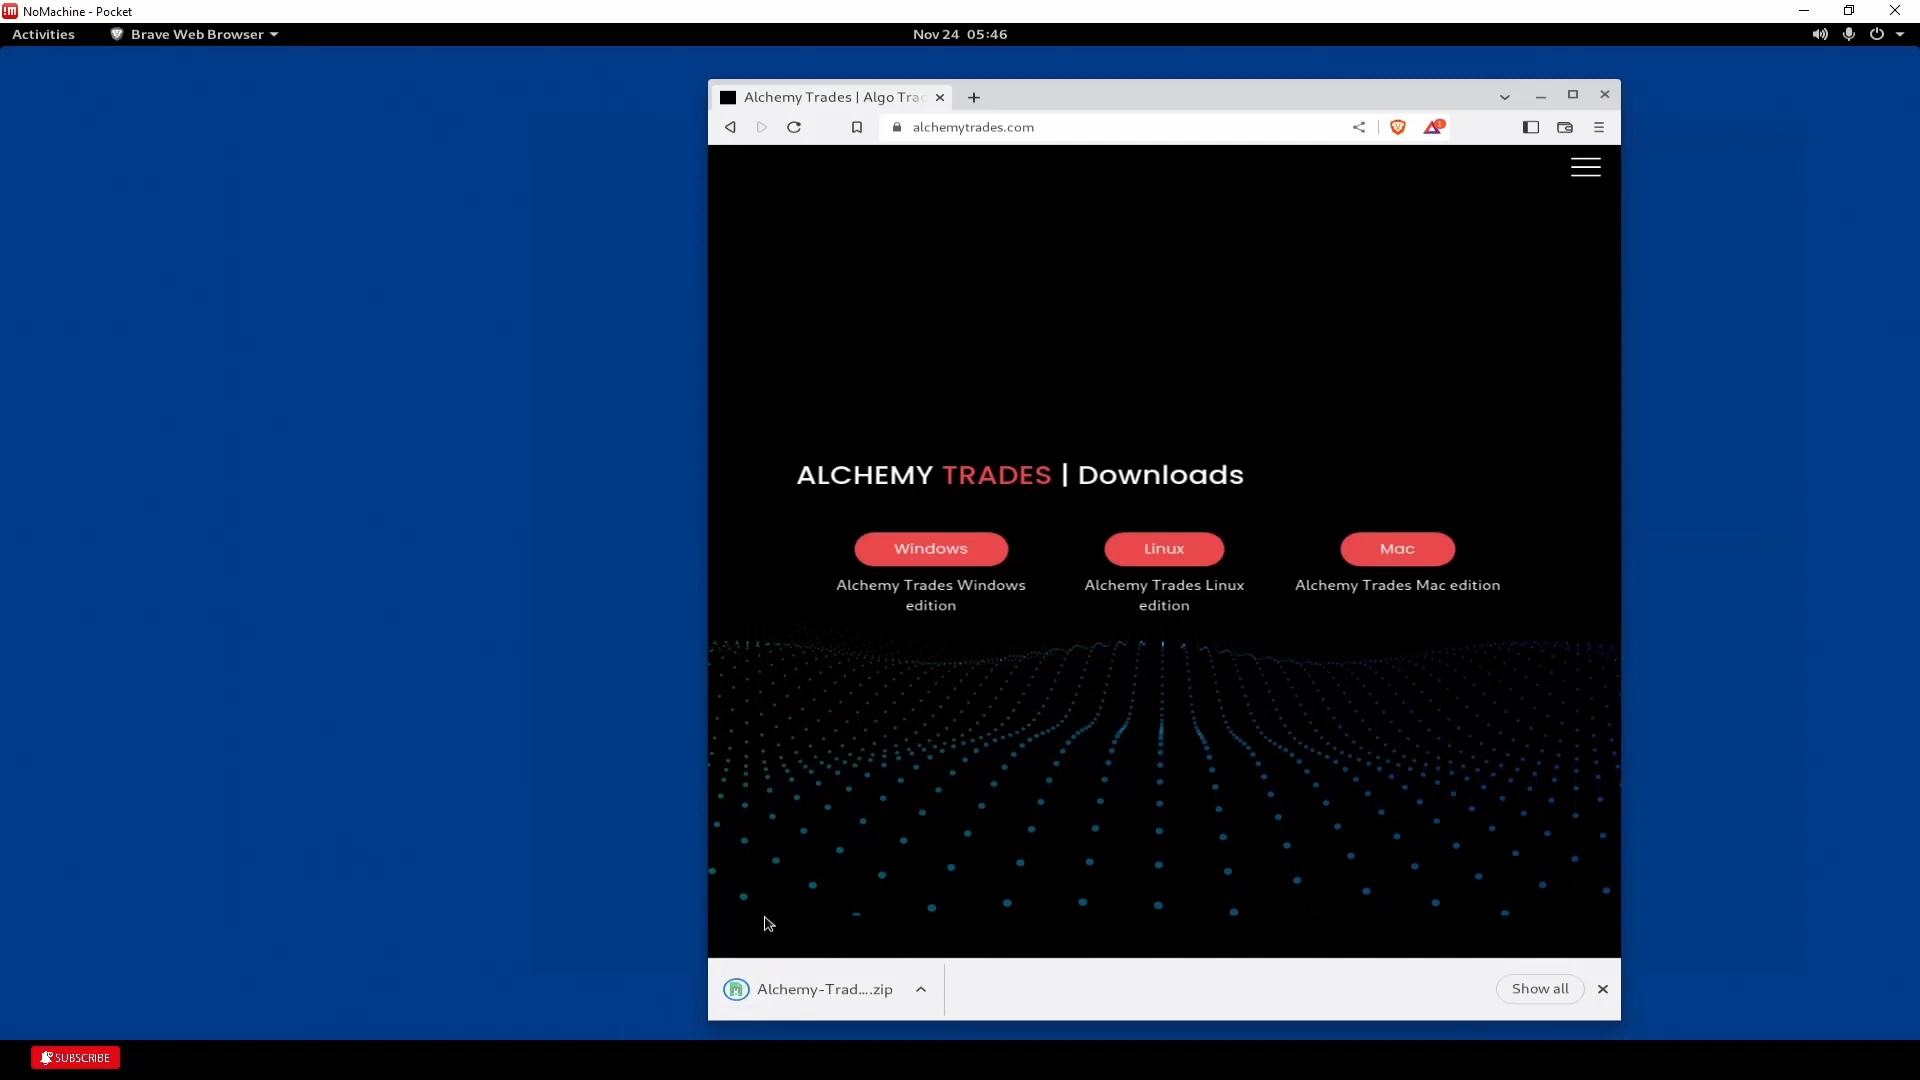 NoMachine - Pocket
Activities
Brave Web Browser
Nov 24 05:46
Alchemy Trades | Algo Tra
alchemytrades.com
ALCHEMY TRADES | Downloads
Windows
Linux
Mac
Alchemy Trades Windows
edition
Alchemy Trades Linux
edition
Alchemy Trades Mac edition
Alchemy-Trad....zip
Show all
SUBSCRIBE